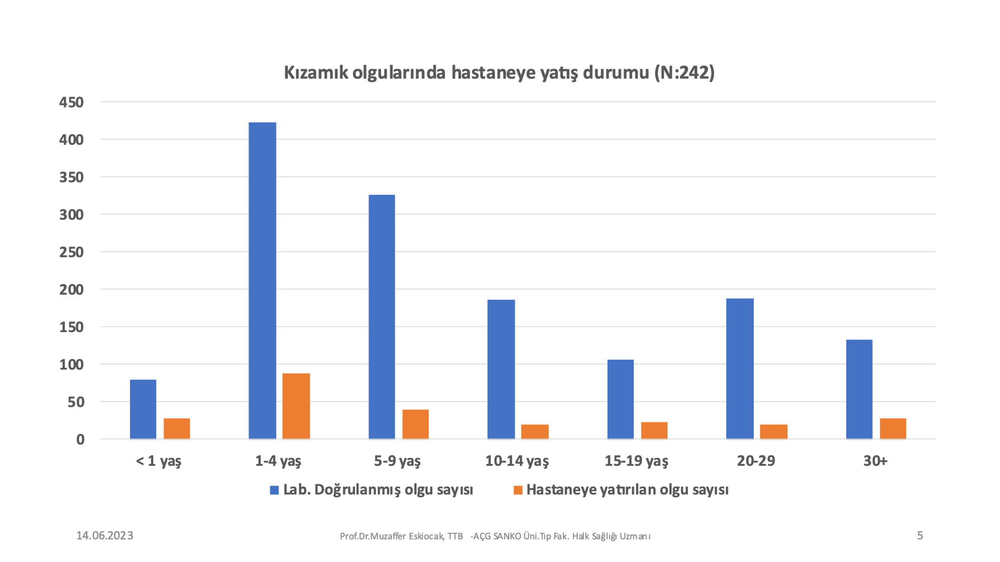 Kızamık olgularında hastaneye yatış durumu (N:242)
450
400
350
300
250
200
150
100
50
0
< 1 yaş 1-4 yaş 5-9 yaş 10-14 yaş 15-19 yaş 20-29 30+
Lab. Doğrulanmış olgu sayısı Hastaneye yatırılan olgu sayısı
14.06.2023 Prof.Dr.Muzaffer Eskiocak, TTB -AÇG SANKO Üni.Tıp Fak. Halk Sağlığı Uzmanı 5